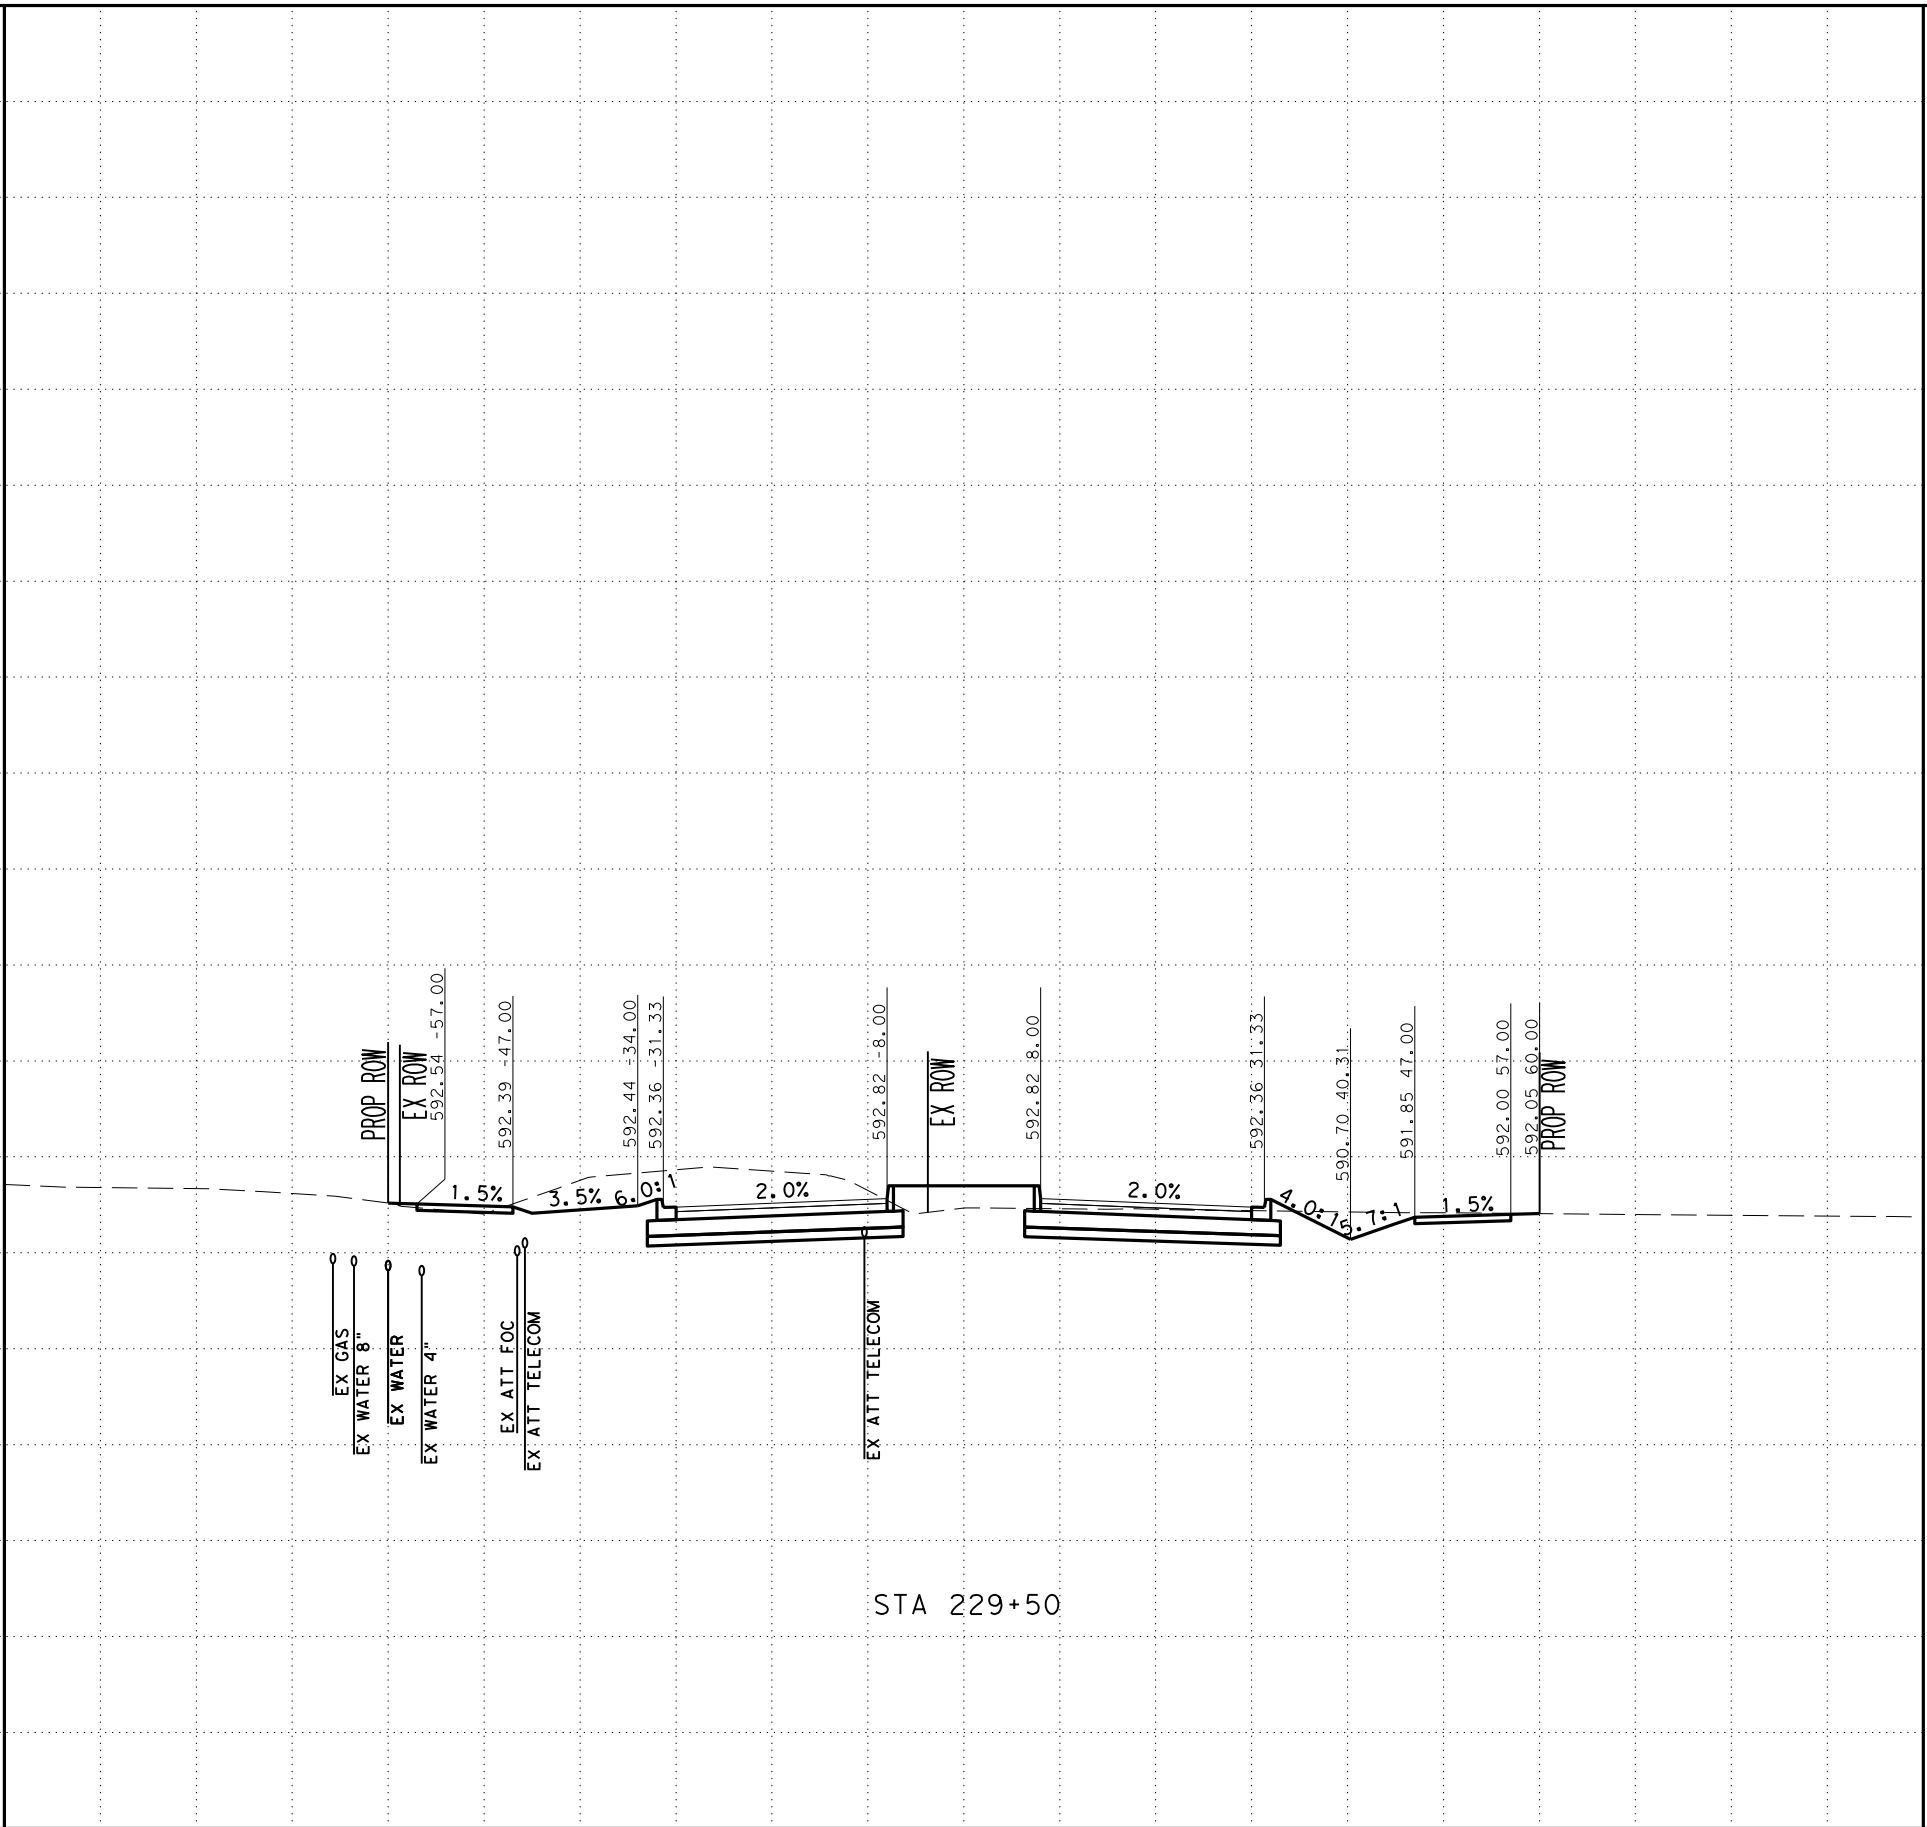 PROP ROW
EX ROW
592.54 -57.00
592.39 -47.00
592.44 -34.00
592.36 -31.33
592.82 -8.00
EX ROW
592.82 8.00
592.36 31.33
590.70 40.31
591.85 47.00
592.00 57.00
592.05 60.00
PROP ROW
1.5%
3.5%
6.0:1
2.0%
2.0%
4.0:1
5.7:1
1.5%
EX GAS
EX WATER 8"
EX WATER
EX WATER 4"
EX ATT FOC
EX ATT TELECOM
EX ATT TELECOM
STA 229+50